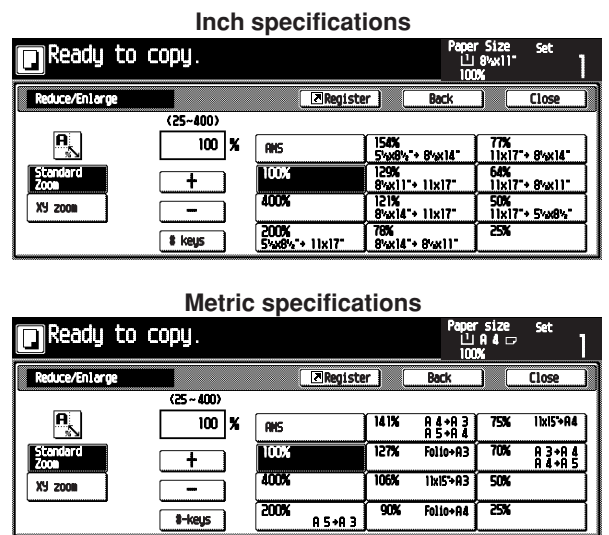 Inch specifications
Ready to copy.
Paper Size
Set
8½x11"
100%
1
Reduce/Enlarge
Register
Back
Close
(25~400)
100 %
AMS
154%
5½x8½"→ 8½x14"
77%
11x17"→ 8½x14"
Standard
Zoom
+
100%
129%
8½x11"→ 11x17"
64%
11x17"→ 8½x11"
XY zoom
−
400%
121%
8½x14"→ 11x17"
50%
11x17"→ 5½x8½"
# keys
200%
5½x8½"→ 11x17"
78%
8½x14"→ 8½x11"
25%
Metric specifications
Ready to copy.
Paper size
Set
A 4
100%
1
Reduce/Enlarge
Register
Back
Close
(25~400)
100 %
AMS
141% A 4→A 3
A 5→A 4
75% 11x15"→A4
Standard
Zoom
+
100%
127% Folio→A3
70% A 3→A 4
A 4→A 5
XY zoom
−
400%
106% 11x15"→A3
50%
#-keys
200%
A 5→A 3
90% Folio→A4
25%